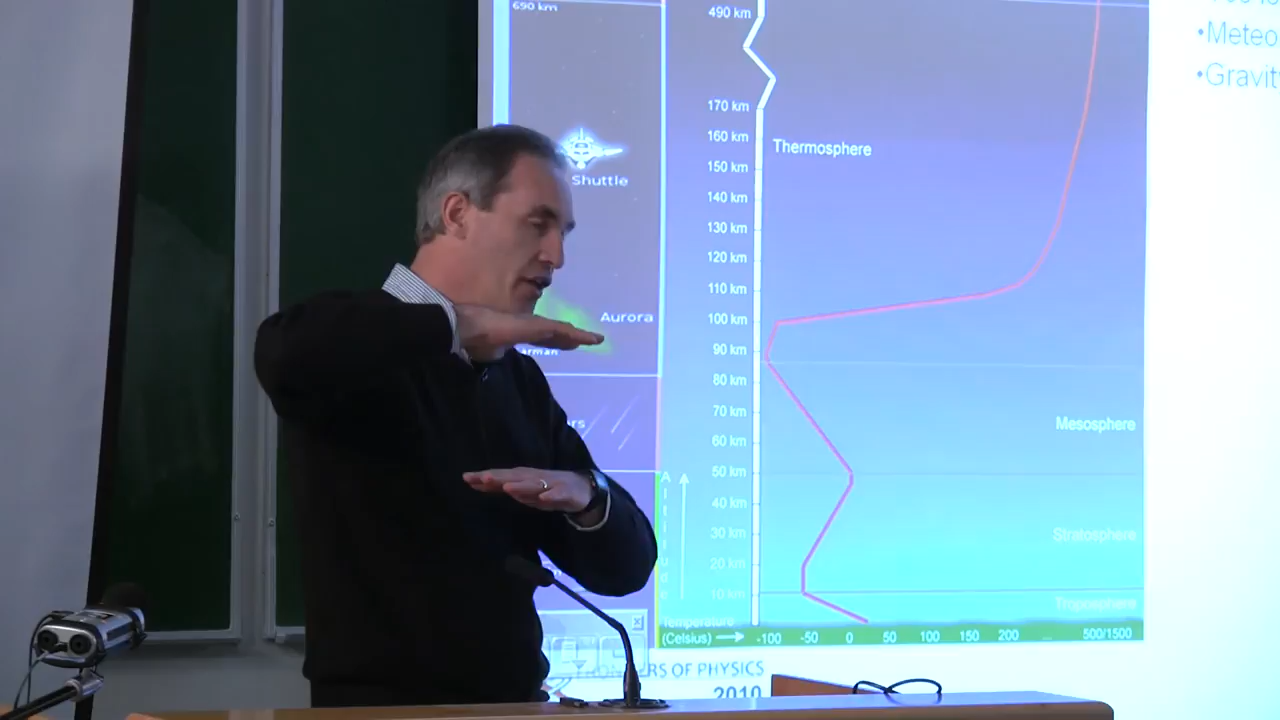 690 km
Shuttle
Aurora
490 km
170 km
160 km
150 km
140 km
130 km
120 km
110 km
100 km
90 km
80 km
70 km
60 km
50 km
40 km
30 km
20 km
10 km
Thermosphere
Mesosphere
Stratosphere
Troposphere
Temperature
(Celsius)
-100 -50 0 50 100 150 200 ... 500/1500
OF PHYSICS
2010